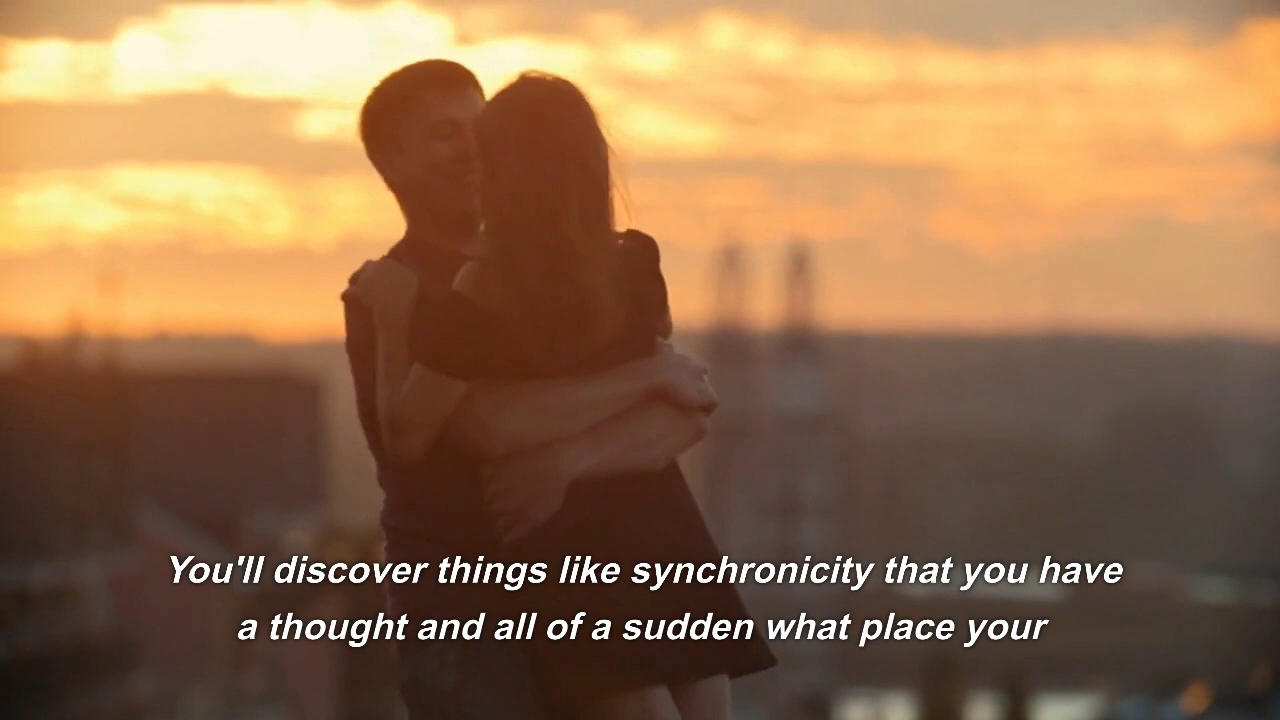 You'll discover things like synchronicity that you have
a thought and all of a sudden what place your